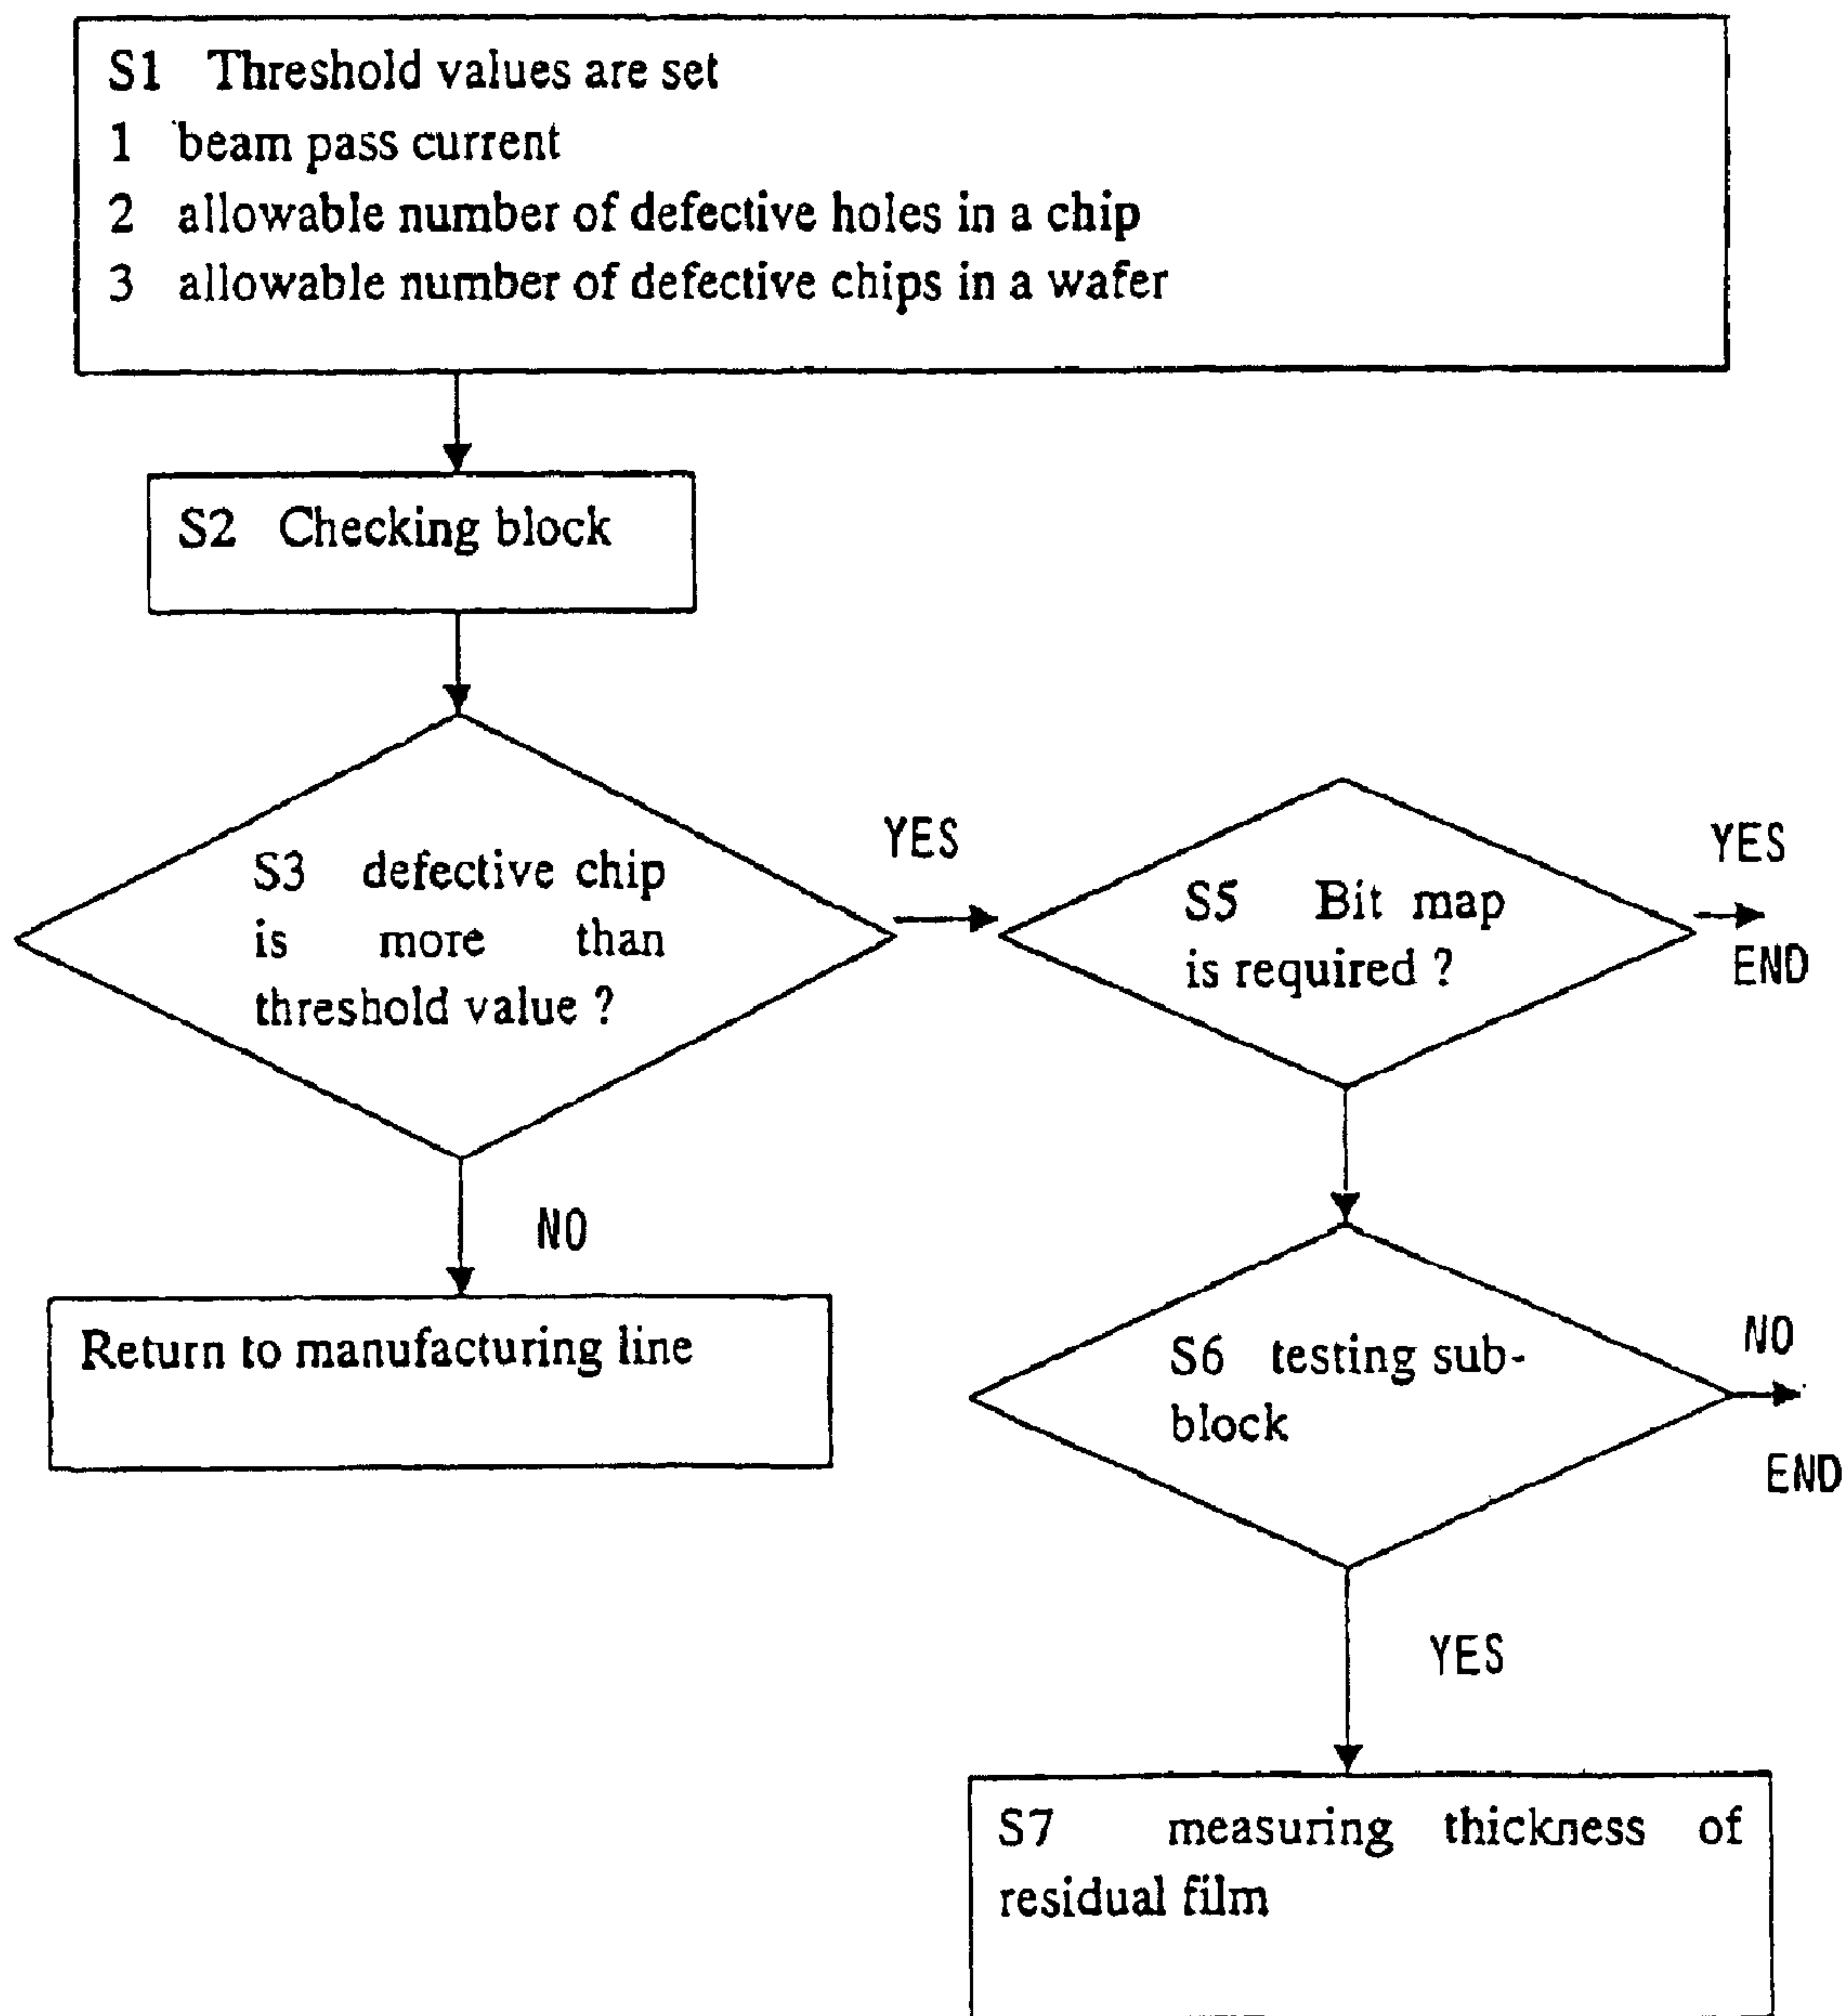 S1 Threshold values are set
1 beam pass current
2 allowable number of defective holes in a chip
3 allowable number of defective chips in a wafer
S2 Checking block
S3 defective chip
is more than
threshold value ?
YES
S5 Bit map
is required ?
YES
END
NO
Return to manufacturing line
S6 testing sub-
block
NO
END
YES
S7 measuring thickness of
residual film